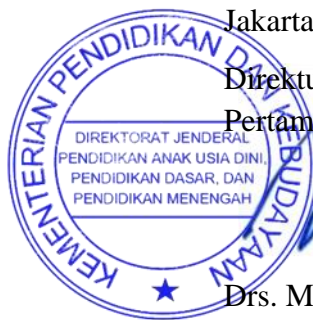 Jakarta
Direktu
Pertam
KEMENTERIAN PENDIDIKAN DAN KEBUDAYAAN
DIREKTORAT JENDERAL
PENDIDIKAN ANAK USIA DINI,
PENDIDIKAN DASAR, DAN
PENDIDIKAN MENENGAH
Drs. M